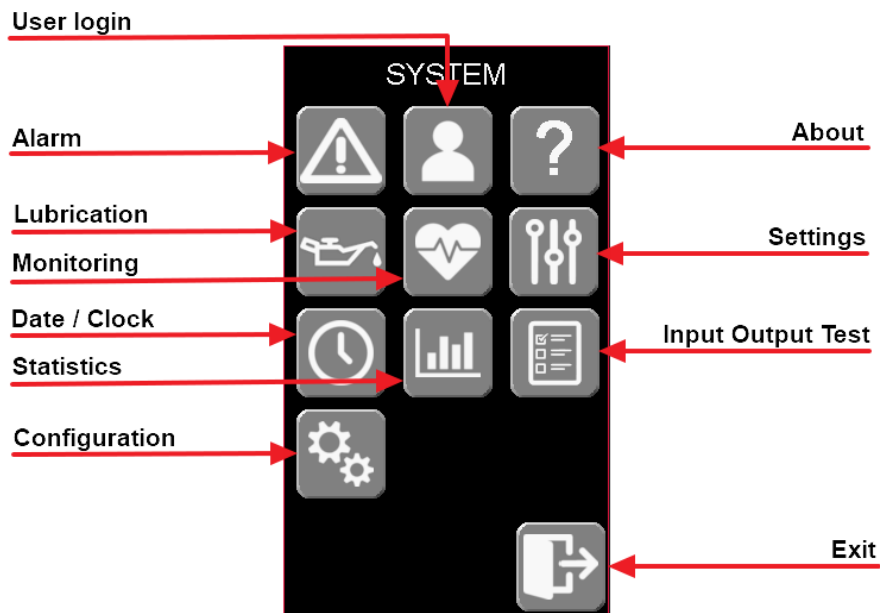 User login
SYSTEM
Alarm
About
Lubrication
Settings
Monitoring
Date / Clock
Input Output Test
Statistics
Configuration
Exit